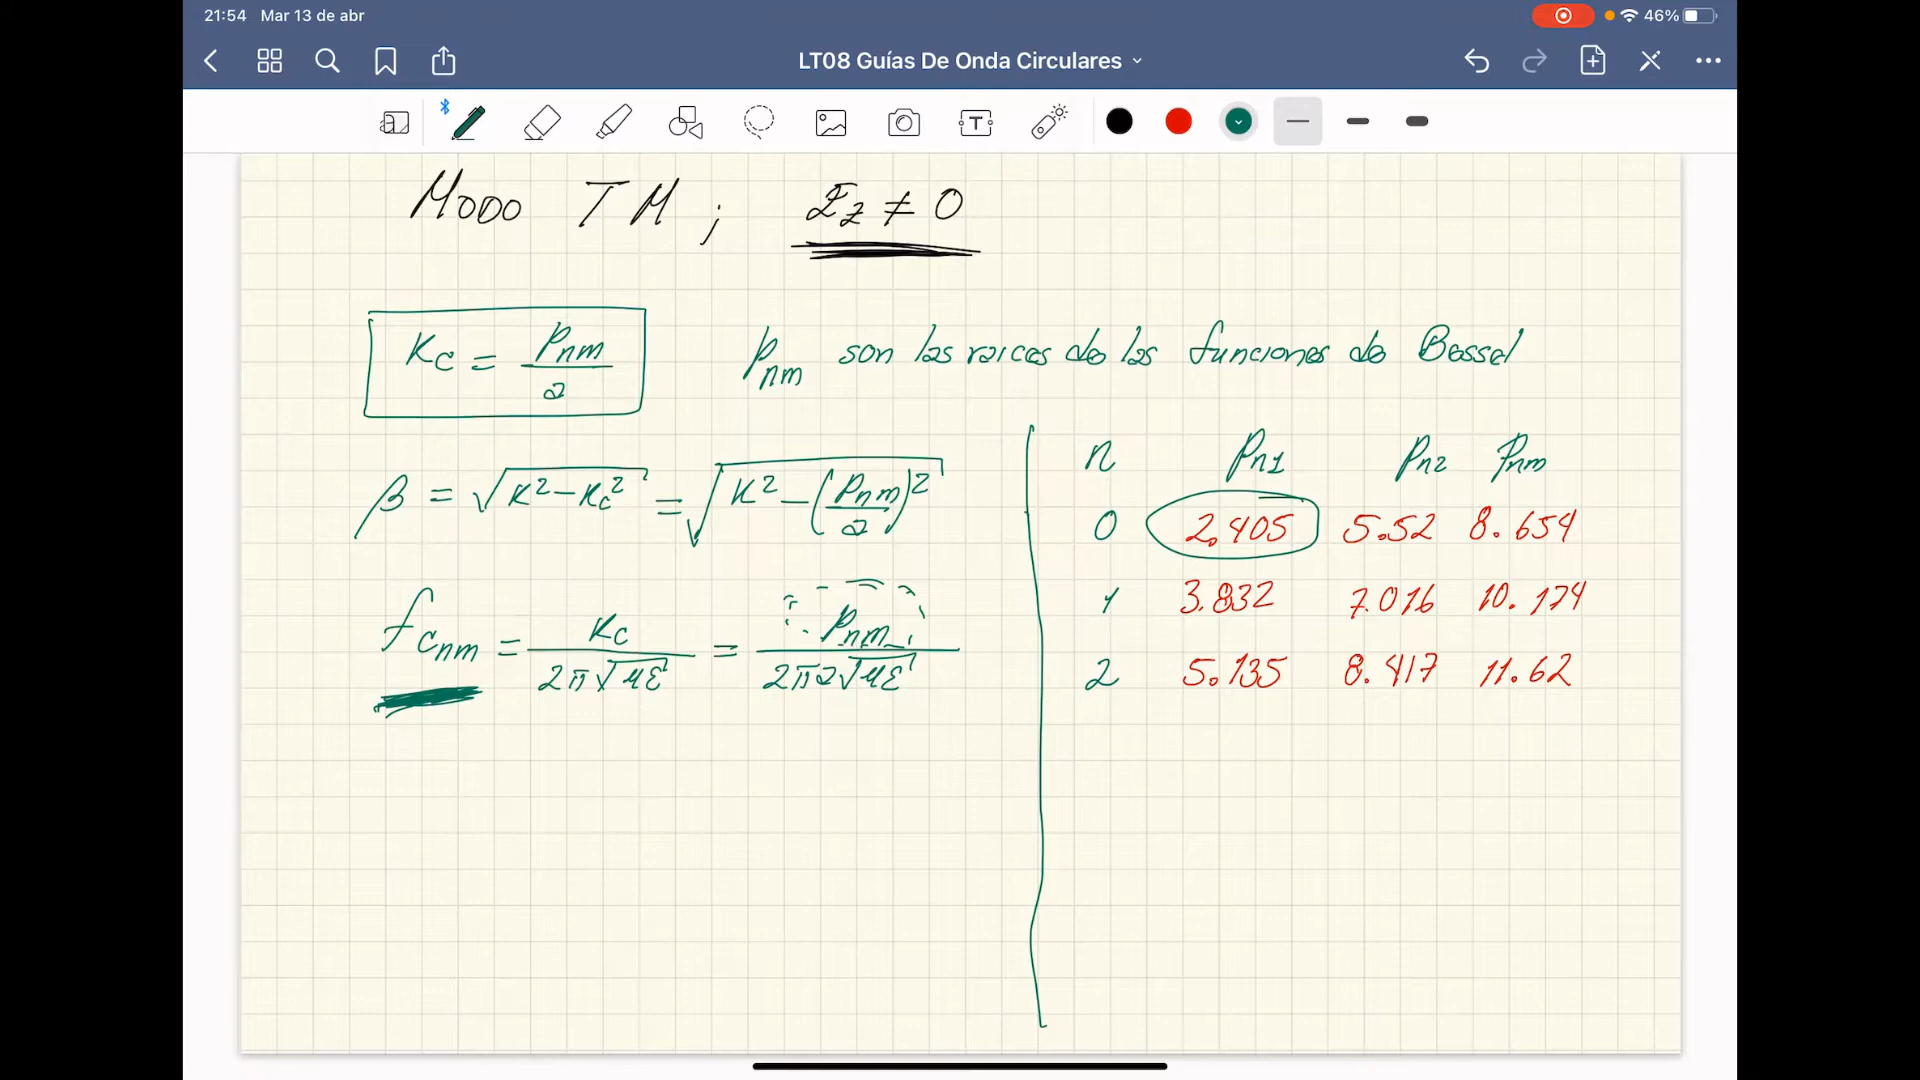 21:54 Mar 13 de abr 46%
LT08 Guías De Onda Circulares
Modo TM; Ez ≠ 0
Kc = Pnm / a
Pnm son las raices de las funciones de Bessel
β = √(K² - Kc²) = √(K² - (Pnm / a)²)
fcnm = Kc / 2π√με = Pnm / 2πa√με
n Pn1 Pn2 Pnm
0 2.405 5.52 8.654
1 3.832 7.016 10.174
2 5.135 8.417 11.62